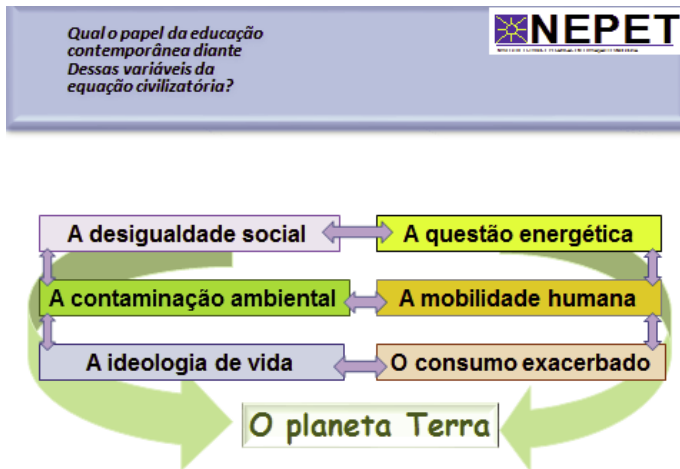 Qual o papel da educação
contemporânea diante
Dessas variáveis da
equação civilizatória?
NEPET
A desigualdade social
A questão energética
A contaminação ambiental
A mobilidade humana
A ideologia de vida
O consumo exacerbado
O planeta Terra